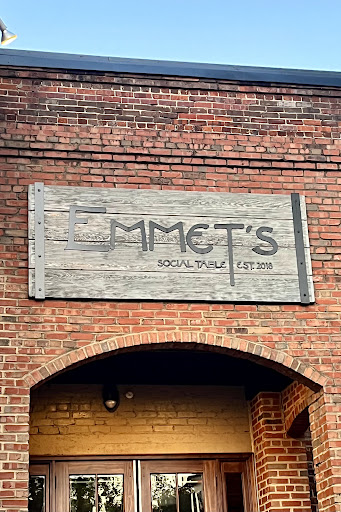 EMMET'S
SOCIAL TABLE EST. 2018